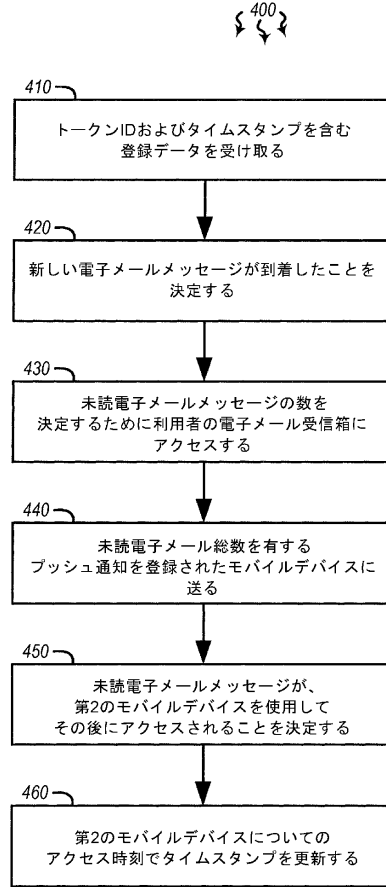 400
410
トークンIDおよびタイムスタンプを含む
登録データを受け取る
420
新しい電子メールメッセージが到着したことを
決定する
430
未読電子メールメッセージの数を
決定するために利用者の電子メール受信箱に
アクセスする
440
未読電子メール総数を有する
プッシュ通知を登録されたモバイルデバイスに
送る
450
未読電子メールメッセージが、
第2のモバイルデバイスを使用して
その後にアクセスされることを決定する
460
第2のモバイルデバイスについての
アクセス時刻でタイムスタンプを更新する